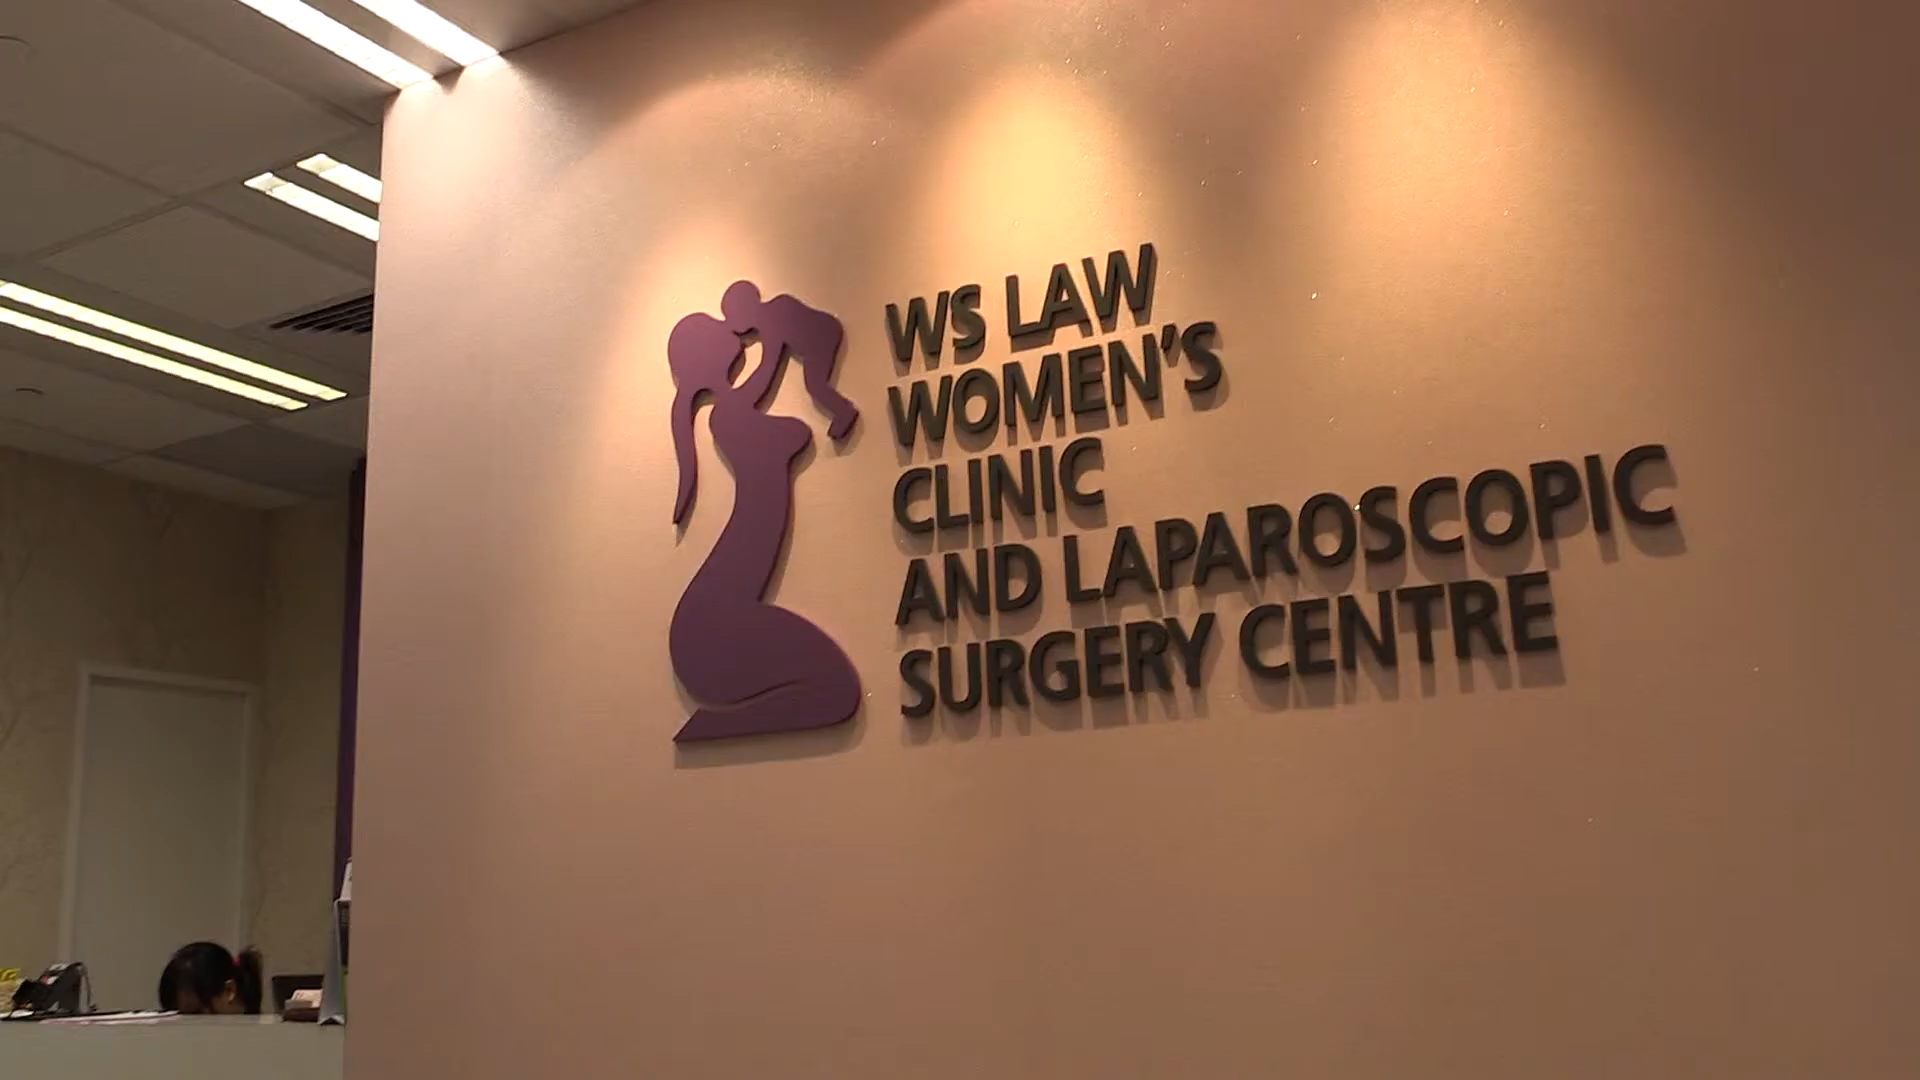 WS LAW
WOMEN'S
CLINIC
AND LAPAROSCOPIC
SURGERY CENTRE